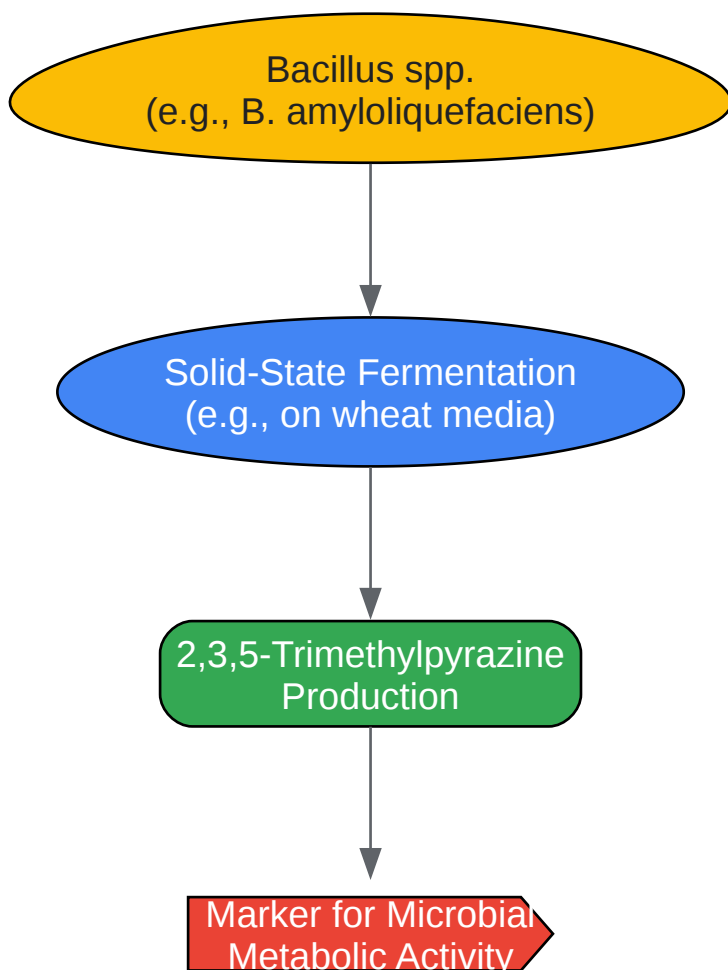 Bacillus spp.
(e.g., B. amyloliquefaciens)
Solid-State Fermentation
(e.g., on wheat media)
2,3,5-Trimethylpyrazine
Production
Marker for Microbial
Metabolic Activity